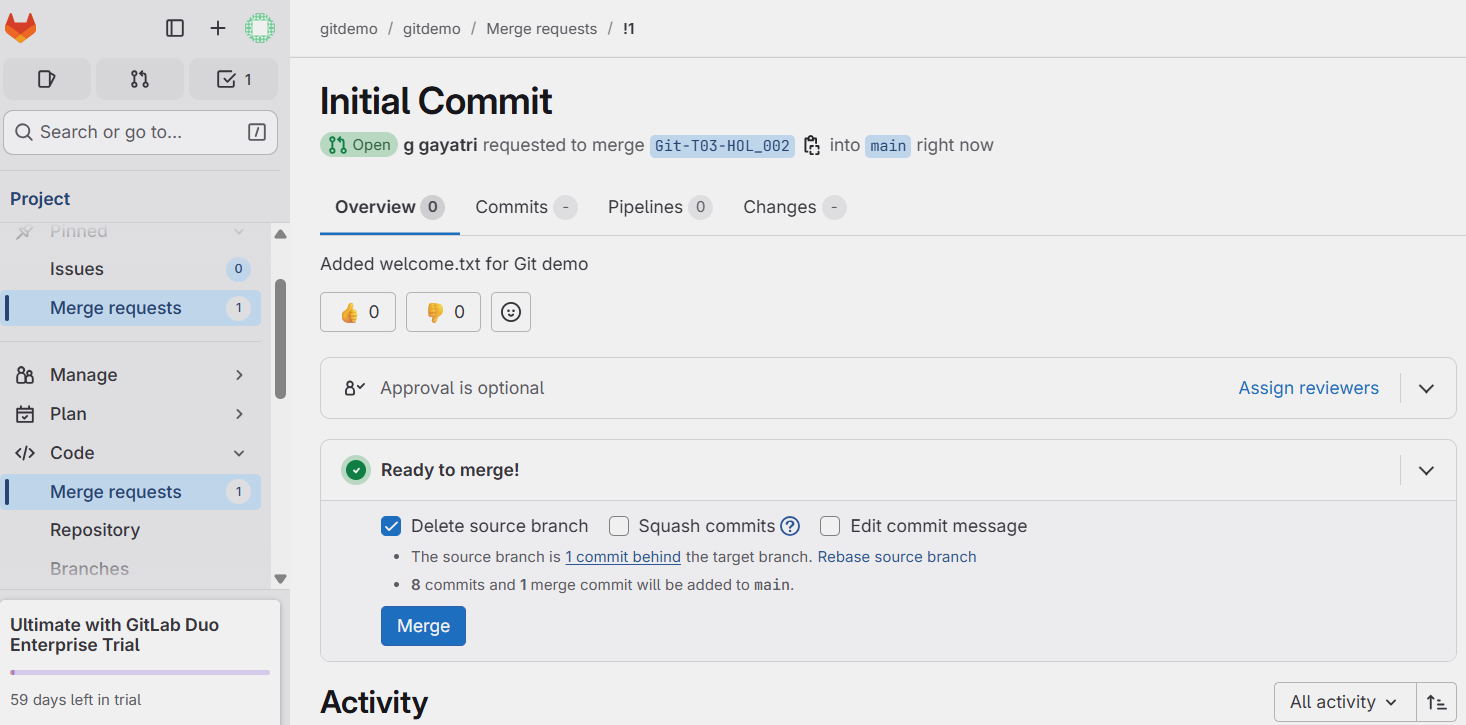 gitdemo / gitdemo / Merge requests / !1
1
Search or go to... /
Project
Pinned
Issues 0
Merge requests 1
Manage
Plan
Code
Merge requests 1
Repository
Branches
Ultimate with GitLab Duo
Enterprise Trial
59 days left in trial
Initial Commit
Open g gayatri requested to merge Git-T03-HOL_002 into main right now
Overview 0 Commits - Pipelines 0 Changes -
Added welcome.txt for Git demo
👍 0 👎 0
Approval is optional Assign reviewers
Ready to merge!
Delete source branch Squash commits ? Edit commit message
• The source branch is 1 commit behind the target branch. Rebase source branch
• 8 commits and 1 merge commit will be added to main.
Merge
Activity All activity